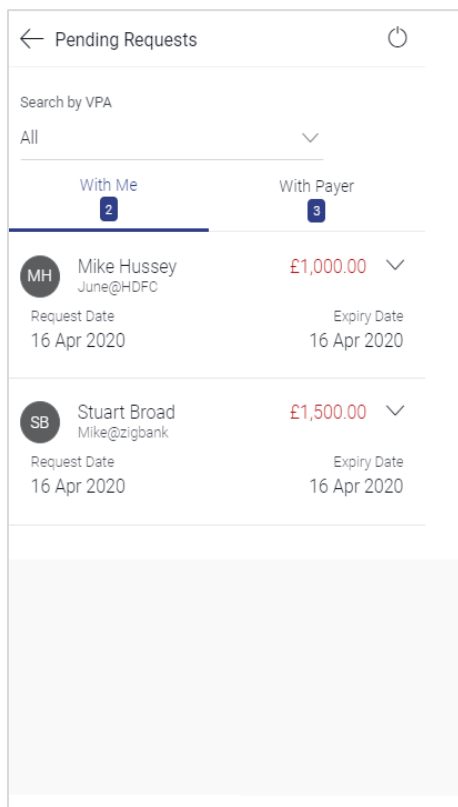 Pending Requests
Search by VPA
All
With Me With Payer
2 3
MH Mike Hussey £1,000.00
June@HDFC
Request Date Expiry Date
16 Apr 2020 16 Apr 2020
SB Stuart Broad £1,500.00
Mike@zigbank
Request Date Expiry Date
16 Apr 2020 16 Apr 2020